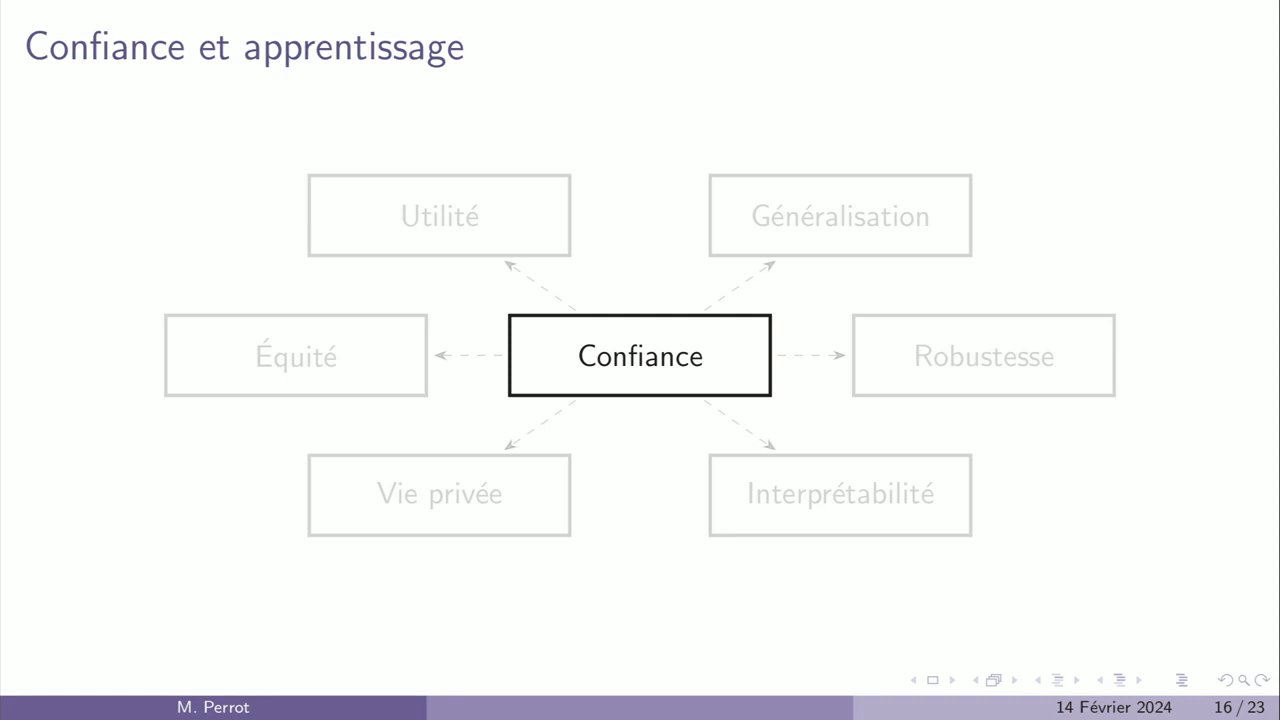 Confiance et apprentissage
Utilité
Généralisation
Équité
Confiance
Robustesse
Vie privée
Interprétabilité
M. Perrot
14 Février 2024
16 / 23